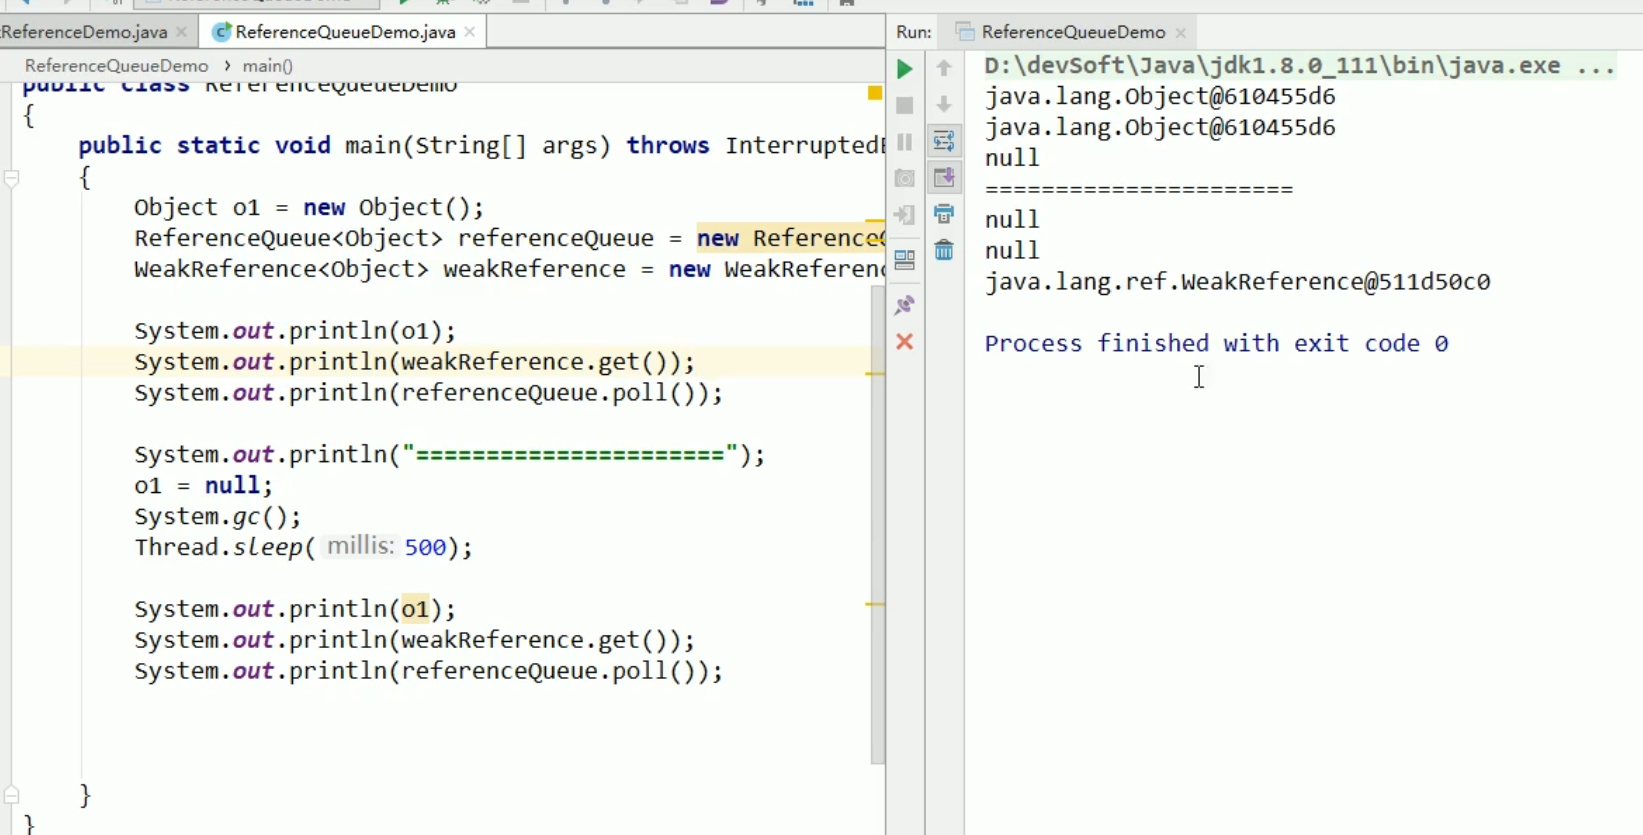 ReferenceDemo.java
ReferenceQueueDemo.java
ReferenceQueueDemo › main()
public class ReferenceQueueDemo
{
public static void main(String[] args) throws Interrupted
{
Object o1 = new Object();
ReferenceQueue<Object> referenceQueue = new Reference
WeakReference<Object> weakReference = new WeakReferen
System.out.println(o1);
System.out.println(weakReference.get());
System.out.println(referenceQueue.poll());
System.out.println("======================");
o1 = null;
System.gc();
Thread.sleep( millis: 500);
System.out.println(o1);
System.out.println(weakReference.get());
System.out.println(referenceQueue.poll());
}
}
Run: ReferenceQueueDemo
D:\devSoft\Java\jdk1.8.0_111\bin\java.exe ...
java.lang.Object@610455d6
java.lang.Object@610455d6
null
======================
null
null
java.lang.ref.WeakReference@511d50c0
Process finished with exit code 0